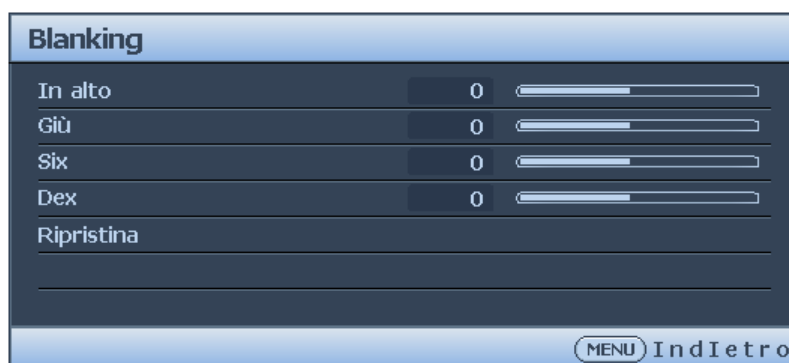 Blanking
In alto 0
Giù 0
Six 0
Dex 0
Ripristina
MENU IndIetro